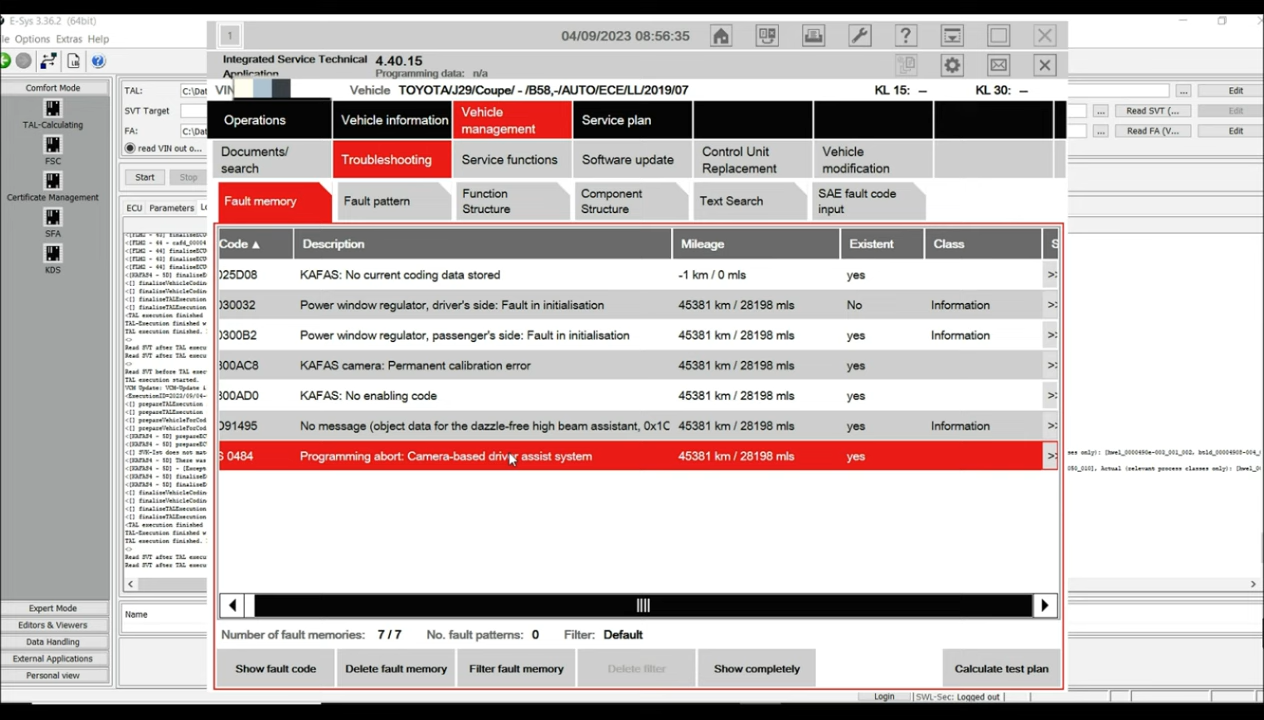 E-Sys 3.36.2 (64bit)
Options Extras Help
1
04/09/2023 08:56:35
Integrated Service Technical
Application
4.40.15
Programming data: n/a
VIN
Vehicle TOYOTA/J29/Coupe/ - /B58,-/AUTO/ECE/LL/2019/07
KL 15: –
KL 30: –
Comfort Mode
TAL-Calculating
FSC
Certificate Management
SFA
KDS
TAL:
SVT Target
FA:
read VIN out o...
Start
Stop
ECU Parameters
... Edit
... Read SVT (... Edit
... Read FA (V... Edit
Operations
Vehicle information
Vehicle
management
Service plan
Documents/
search
Troubleshooting
Service functions
Software update
Control Unit
Replacement
Vehicle
modification
Fault memory
Fault pattern
Function
Structure
Component
Structure
Text Search
SAE fault code
input
Code ▲ Description Mileage Existent Class
025D08 KAFAS: No current coding data stored -1 km / 0 mls yes
030032 Power window regulator, driver's side: Fault in initialisation 45381 km / 28198 mls No Information
0300B2 Power window regulator, passenger's side: Fault in initialisation 45381 km / 28198 mls yes Information
800AC8 KAFAS camera: Permanent calibration error 45381 km / 28198 mls yes
800AD0 KAFAS: No enabling code 45381 km / 28198 mls yes
D91495 No message (object data for the dazzle-free high beam assistant, 0x1C 45381 km / 28198 mls yes Information
S 0484 Programming abort: Camera-based driver assist system 45381 km / 28198 mls yes
Number of fault memories: 7 / 7 No. fault patterns: 0 Filter: Default
Show fault code
Delete fault memory
Filter fault memory
Delete filter
Show completely
Calculate test plan
Name
Expert Mode
Editors & Viewers
Data Handling
External Applications
Personal view
Login SWL-Sec: Logged out